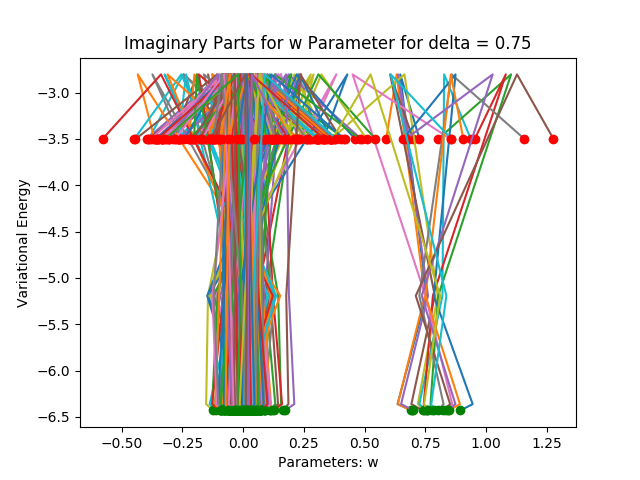 Imaginary Parts for w Parameter for delta = 0.75
−3.0
−3.5
−4.0
−4.5
−5.0
−5.5
−6.0
−6.5
Variational Energy
−0.50 −0.25 0.00 0.25 0.50 0.75 1.00 1.25
Parameters: w